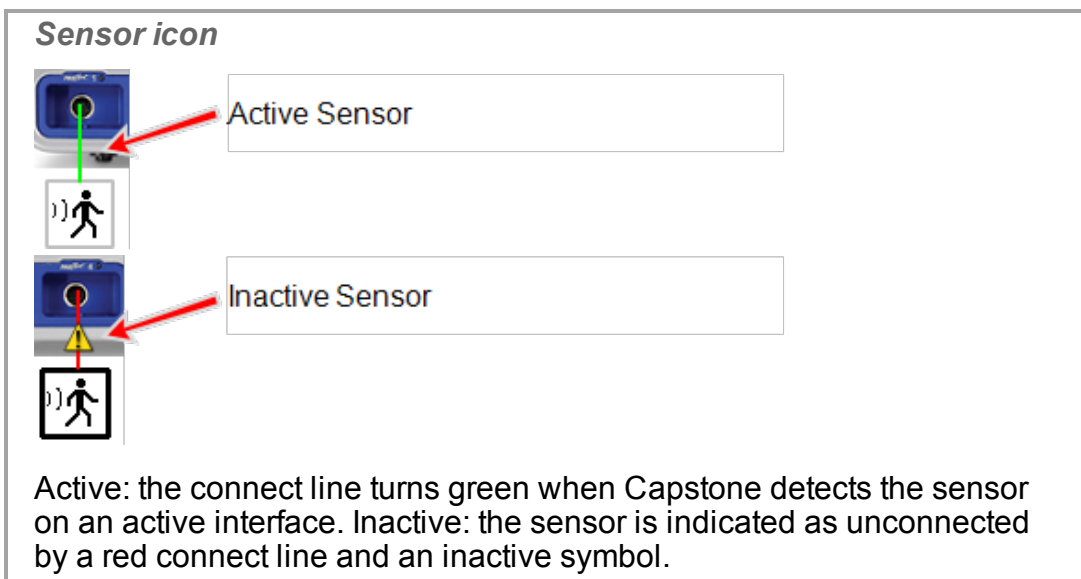 Sensor icon
Active Sensor
Inactive Sensor
Active: the connect line turns green when Capstone detects the sensor
on an active interface. Inactive: the sensor is indicated as unconnected
by a red connect line and an inactive symbol.